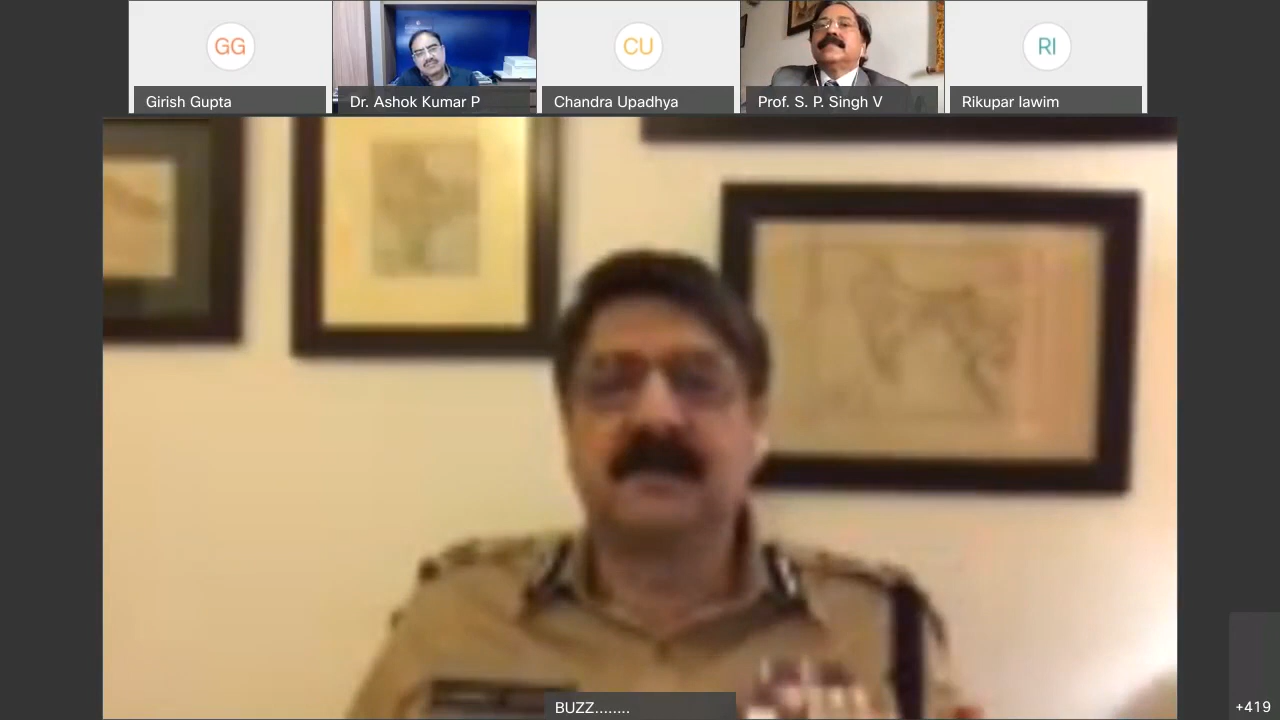 GG
Girish Gupta
Dr. Ashok Kumar P
CU
Chandra Upadhya
Prof. S. P. Singh V
RI
Rikupar lawim
BUZZ........
+419